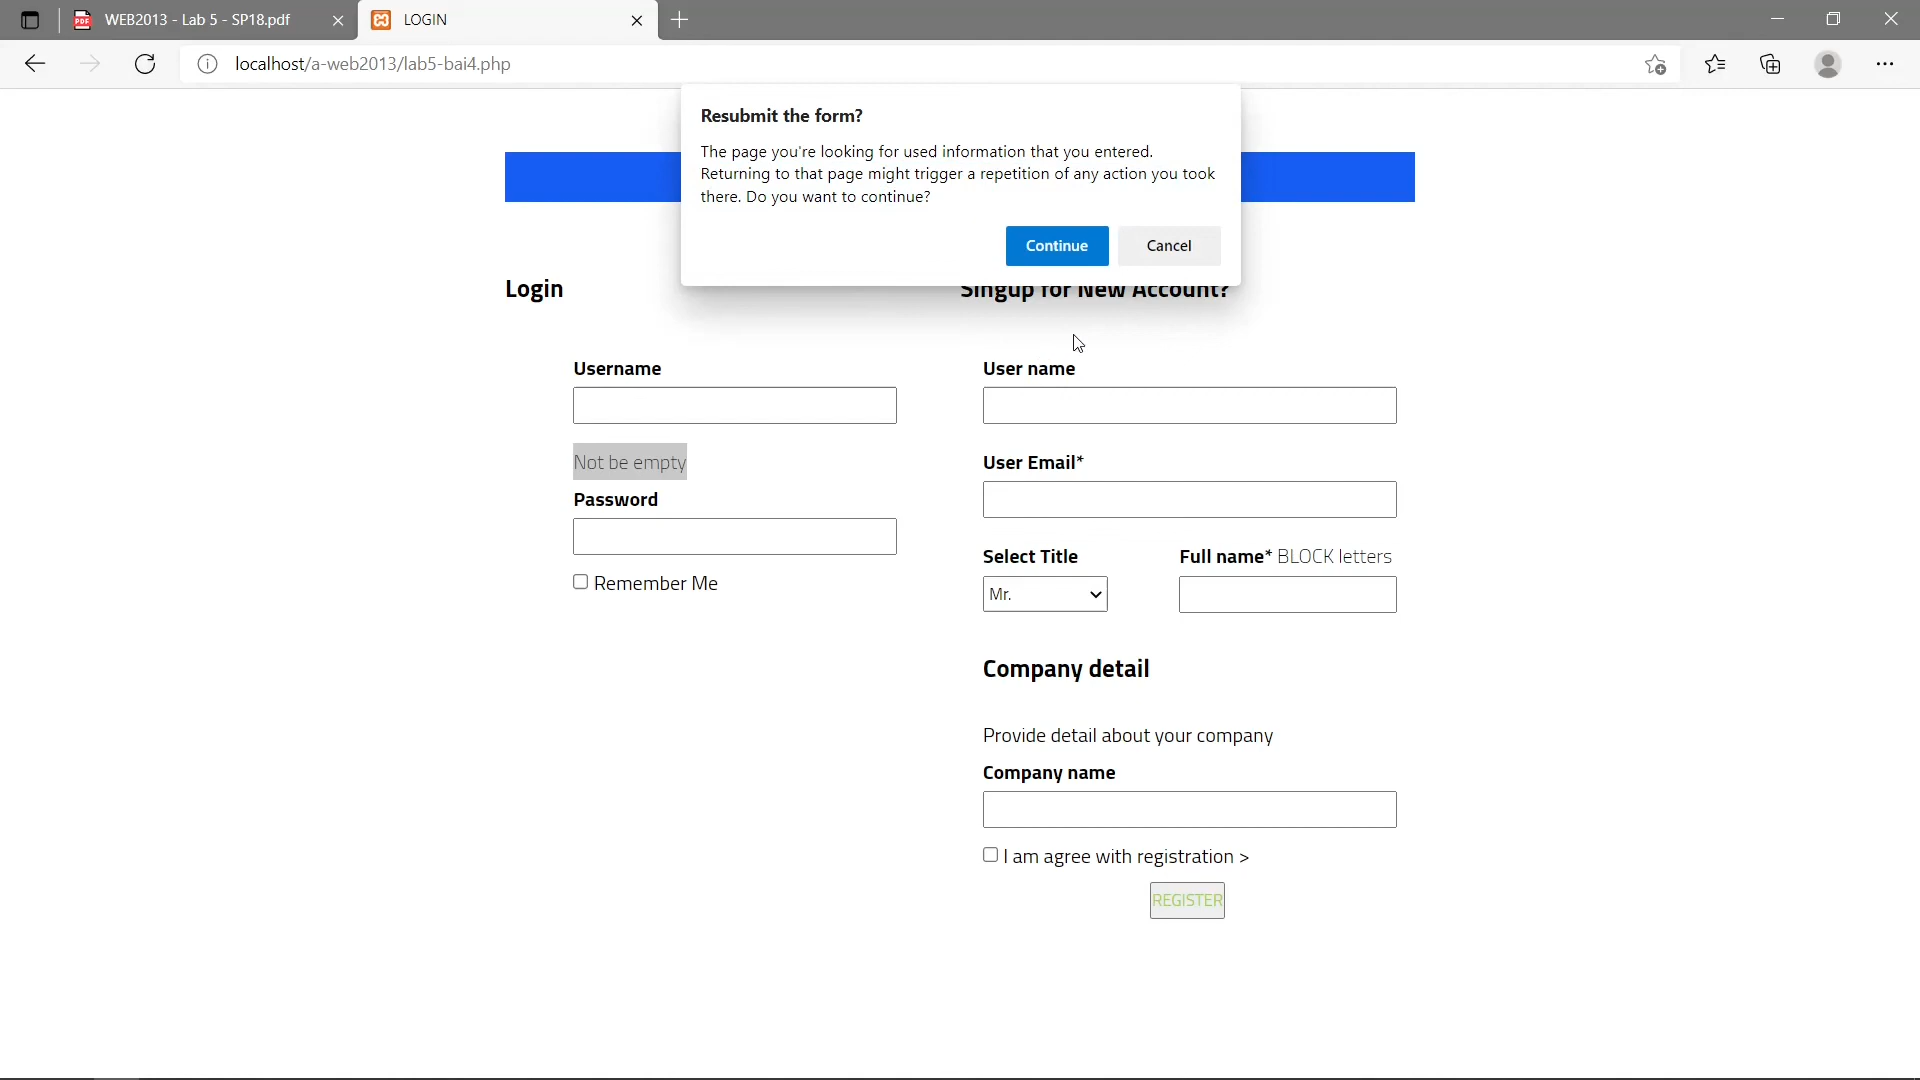 WEB2013 - Lab 5 - SP18.pdf
LOGIN
localhost/a-web2013/lab5-bai4.php
Resubmit the form?
The page you're looking for used information that you entered.
Returning to that page might trigger a repetition of any action you took
there. Do you want to continue?
Continue
Cancel
Login
Username
Not be empty
Password
Remember Me
Singup for New Account?
User name
User Email*
Select Title
Full name* BLOCK letters
Mr.
Company detail
Provide detail about your company
Company name
I am agree with registration >
REGISTER